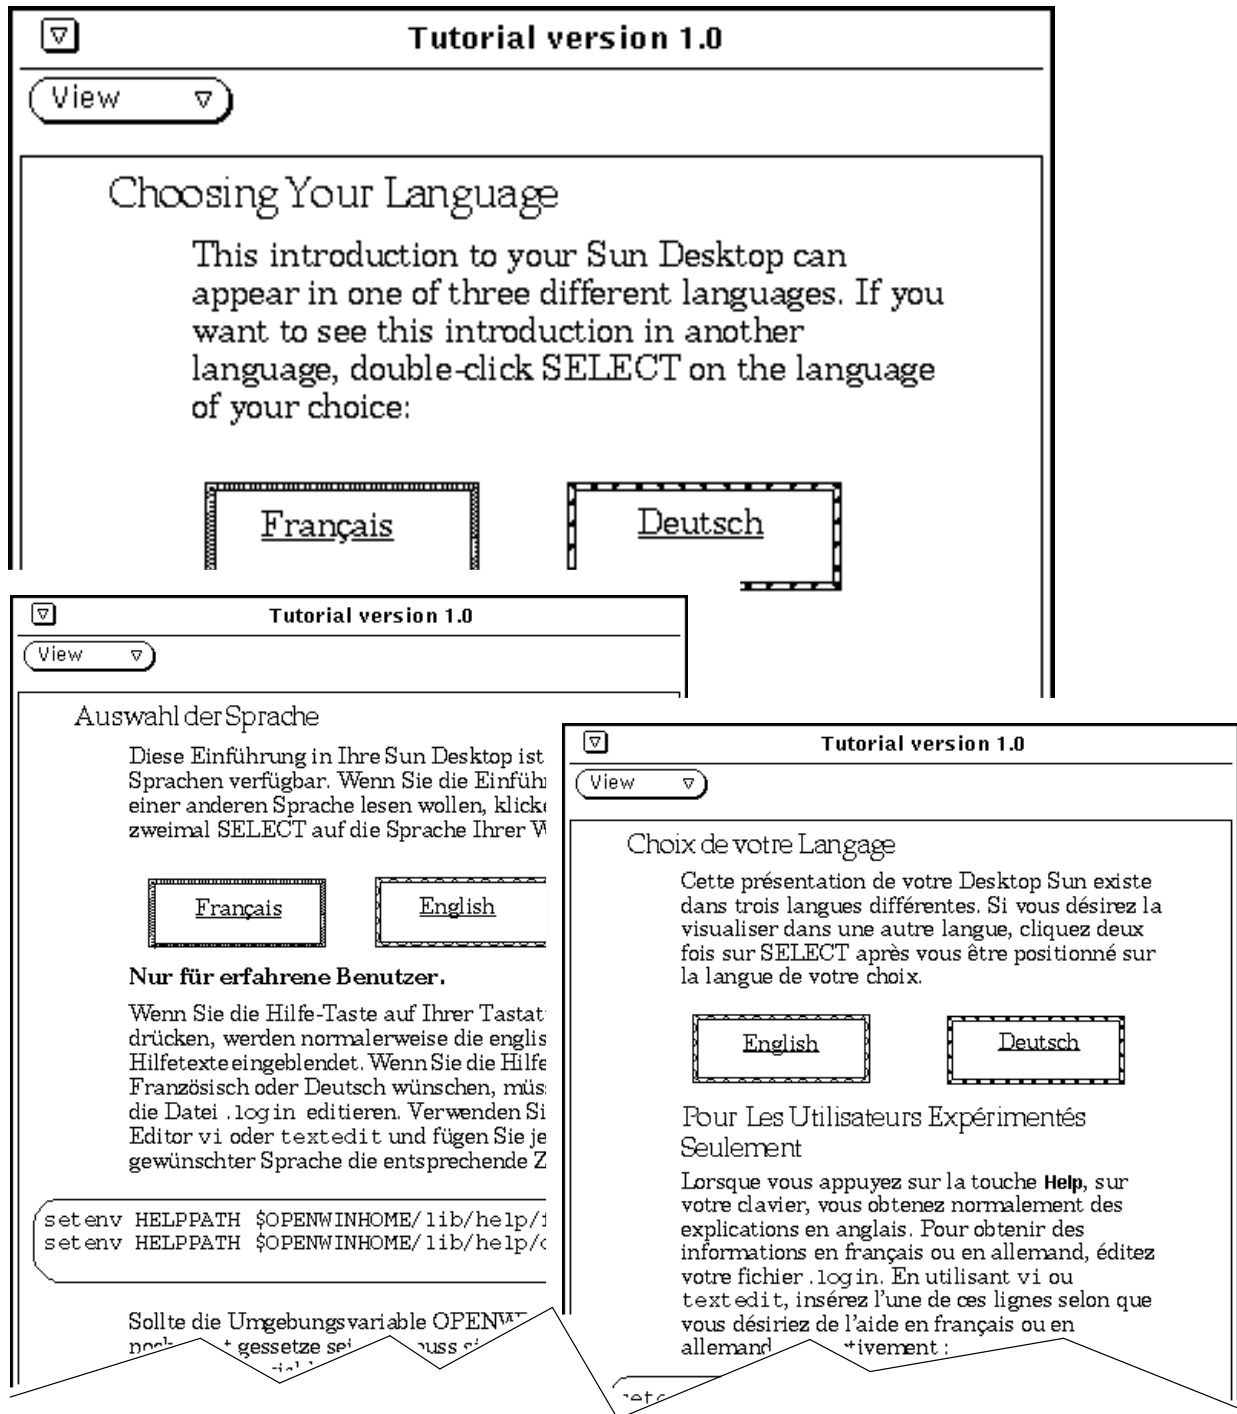 Tutorial version 1.0
View
Choosing Your Language
This introduction to your Sun Desktop can
appear in one of three different languages. If you
want to see this introduction in another
language, double-click SELECT on the language
of your choice:
Français Deutsch
Tutorial version 1.0
View
Auswahl der Sprache
Diese Einführung in Ihre Sun Desktop ist
Sprachen verfügbar. Wenn Sie die
einer anderen Sprache lesen wollen,
zweimal SELECT auf die Sprache Ihrer
Français English
Nur für erfahrene Benutzer.
Wenn Sie die Hilfe-Taste auf Ihrer
drücken, werden normalerweise die
Hilfetexte eingeblendet. Wenn Sie die
Französisch oder Deutsch wünschen,
die Datei .login editieren. Verwenden
Editor vi oder textedit und fügen Sie
gewünschter Sprache die entsprechende
setenv HELPPATH $OPENWINHOME/lib/help/
setenv HELPPATH $OPENWINHOME/lib/help/
Sollte die Umgebungsvariable
gessetze
Tutorial version 1.0
View
Choix de votre Langage
Cette présentation de votre Desktop Sun existe
dans trois langues différentes. Si vous désirez la
visualiser dans une autre langue, cliquez deux
fois sur SELECT après vous être positionné sur
la langue de votre choix.
English Deutsch
Pour Les Utilisateurs Expérimentés
Seulement
Lorsque vous appuyez sur la touche Help, sur
votre clavier, vous obtenez normalement des
explications en anglais. Pour obtenir des
informations en français ou en allemand, éditez
votre fichier .login. En utilisant vi ou
textedit, insérez l'une de ces lignes selon que
vous désiriez de l'aide en français ou en
allemand :